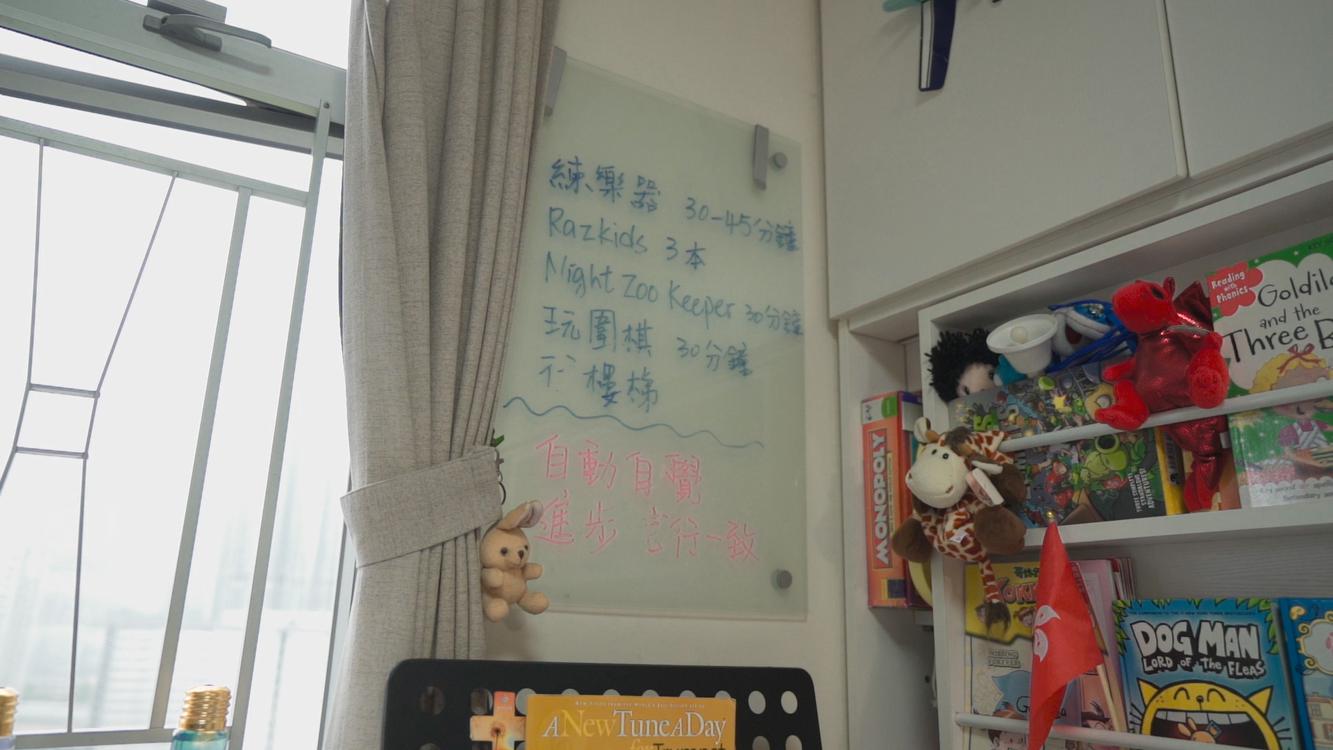 練樂器 30-45分鐘
Razkids 3本
Night Zoo Keeper 30分鐘
玩圍棋 30分鐘
行樓梯
自動自覺
進步 言行一致
MONOPOLY
Reading
with
Phonics
Goldilo
and the
Three B
DOG MAN
LORD OF THE FLEAS
A New Tune A Day